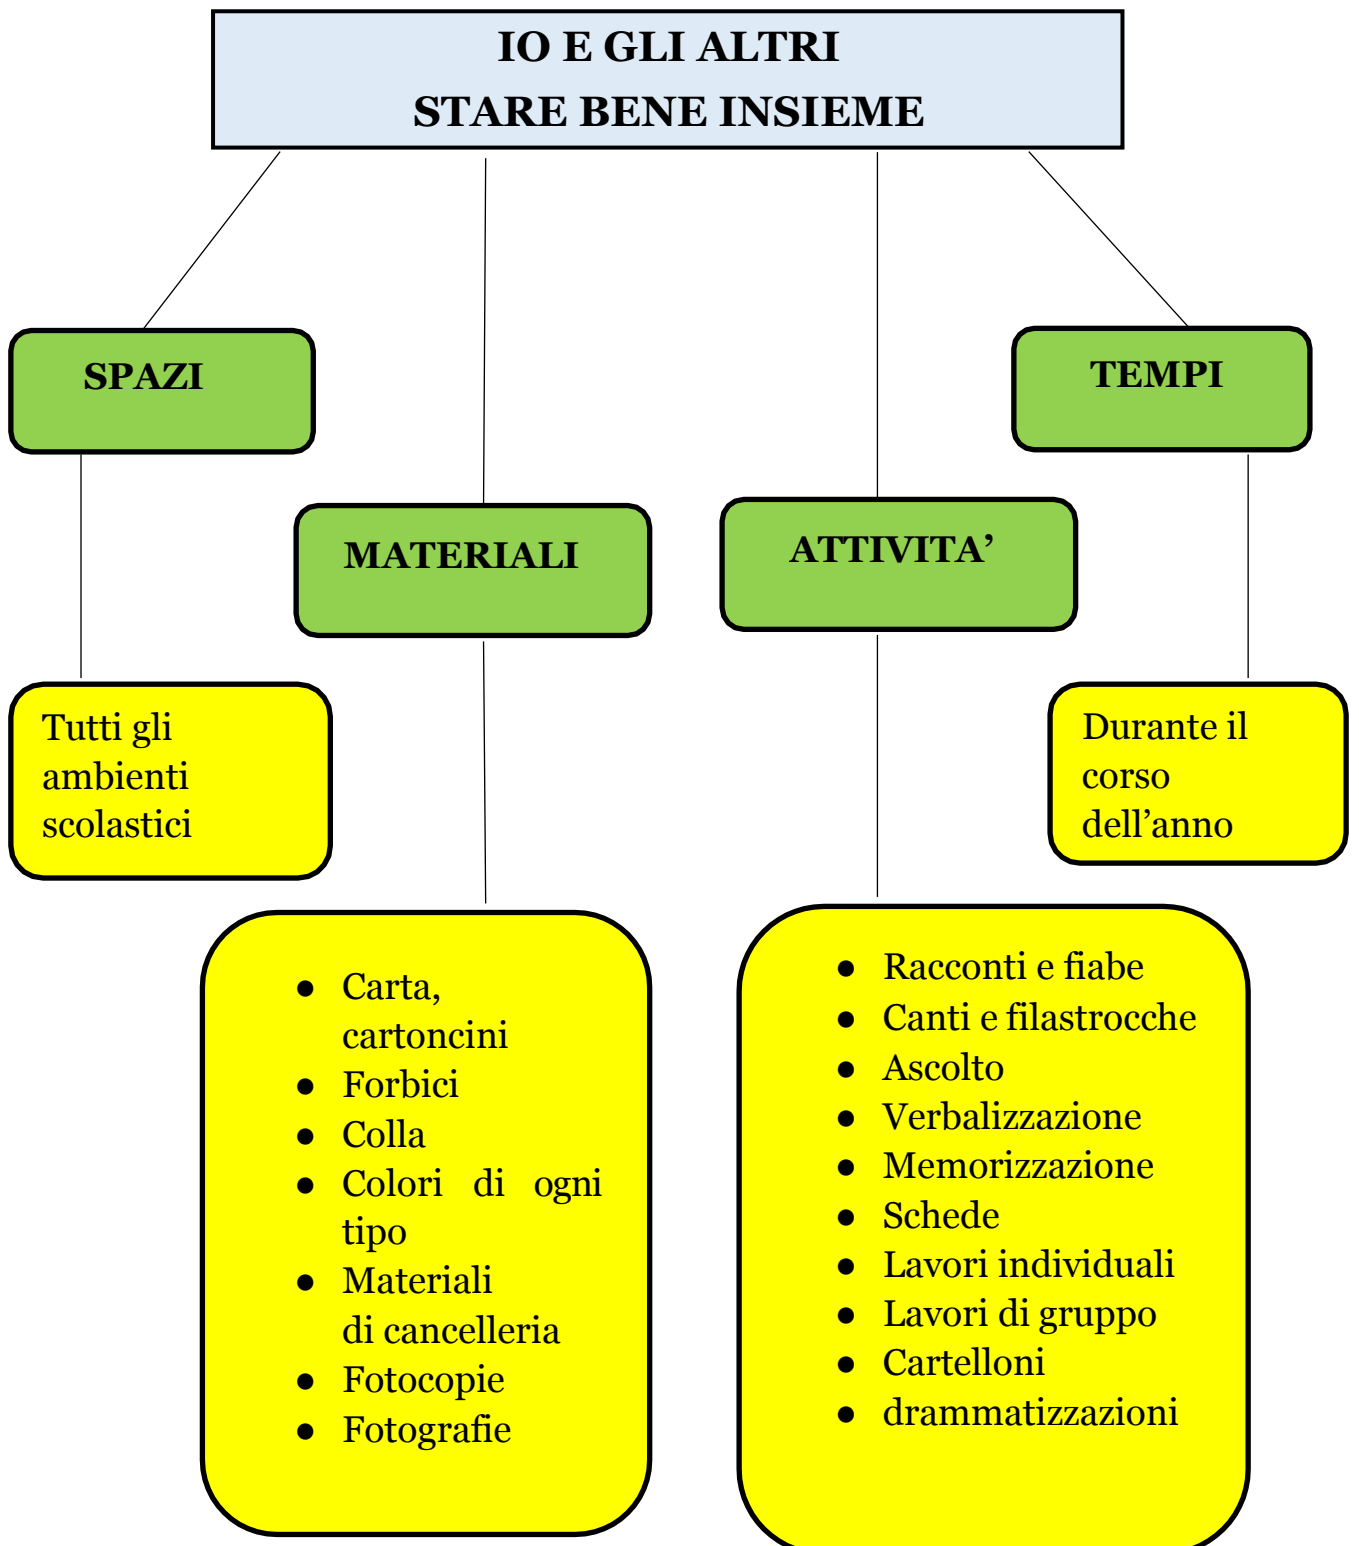 IO E GLI ALTRI
STARE BENE INSIEME
SPAZI
TEMPI
MATERIALI
ATTIVITA’
Tutti gli
ambienti
scolastici
Durante il
corso
dell’anno
● Carta,
cartoncini
● Forbici
● Colla
● Colori di ogni
tipo
● Materiali
di cancelleria
● Fotocopie
● Fotografie
● Racconti e fiabe
● Canti e filastrocche
● Ascolto
● Verbalizzazione
● Memorizzazione
● Schede
● Lavori individuali
● Lavori di gruppo
● Cartelloni
● drammatizzazioni